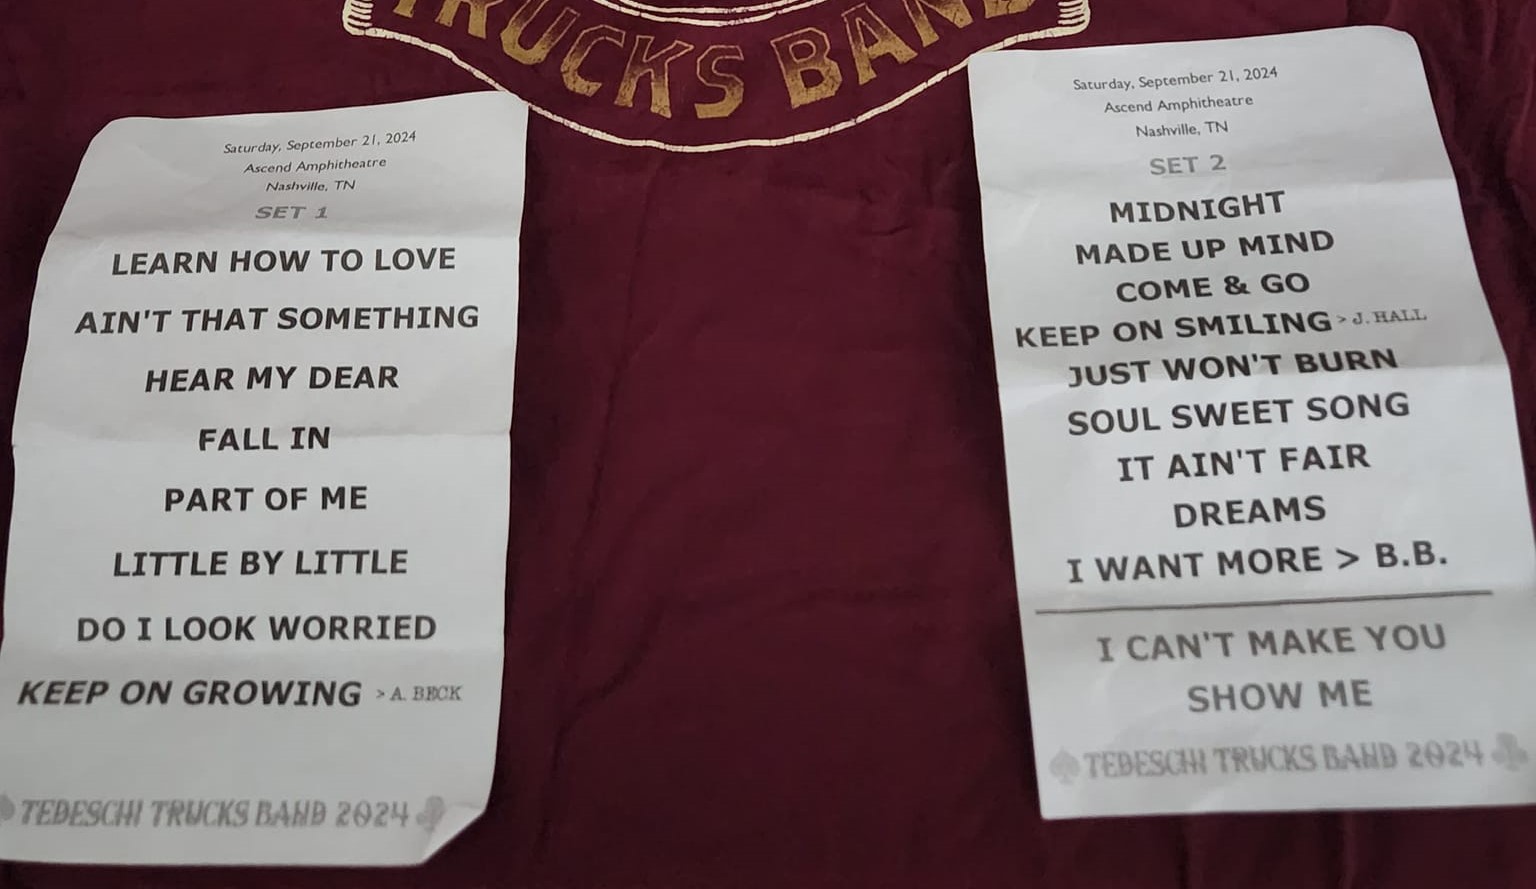 TRUCKS BAND
Saturday, September 21, 2024
Ascend Amphitheatre
Nashville, TN
SET 1
LEARN HOW TO LOVE
AIN'T THAT SOMETHING
HEAR MY DEAR
FALL IN
PART OF ME
LITTLE BY LITTLE
DO I LOOK WORRIED
KEEP ON GROWING > A. BECK
TEDESCHI TRUCKS BAND 2024
Saturday, September 21, 2024
Ascend Amphitheatre
Nashville, TN
SET 2
MIDNIGHT
MADE UP MIND
COME & GO
KEEP ON SMILING > J. HALL
JUST WON'T BURN
SOUL SWEET SONG
IT AIN'T FAIR
DREAMS
I WANT MORE > B.B.
I CAN'T MAKE YOU
SHOW ME
TEDESCHI TRUCKS BAND 2024